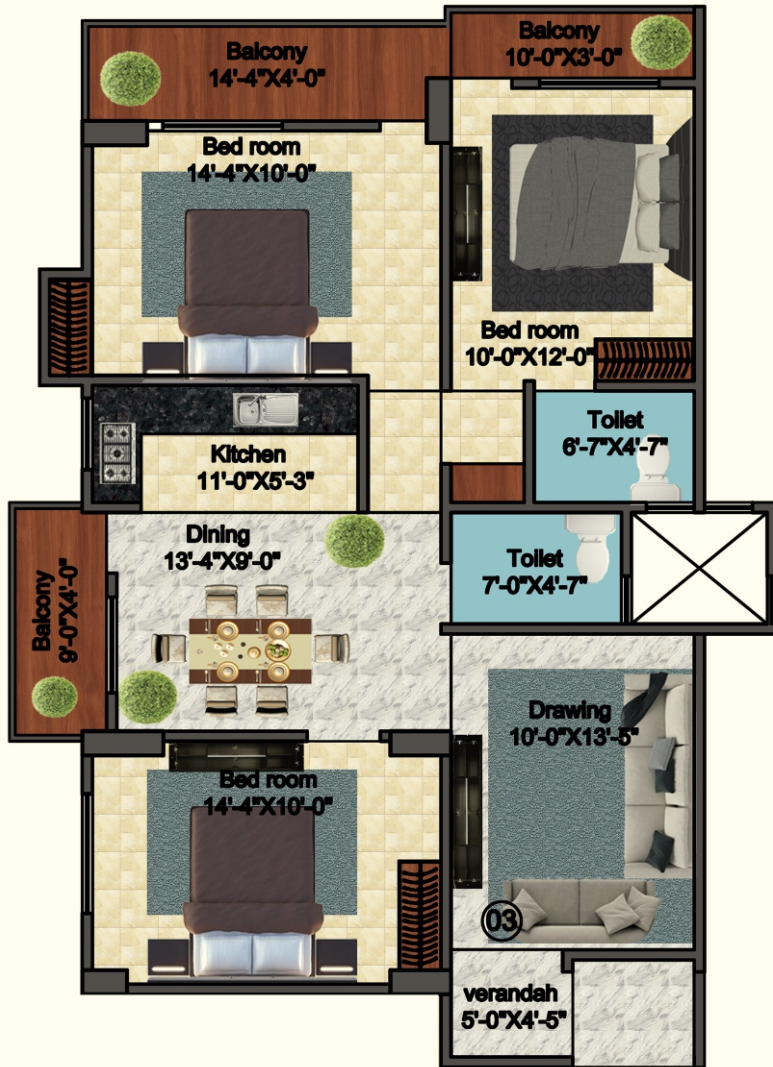 Balcony
14'-4"X4'-0"
Balcony
10'-0"X3'-0"
Bed room
14'-4"X10'-0"
Bed room
10'-0"X12'-0"
Toilet
6'-7"X4'-7"
Kitchen
11'-0"X5'-3"
Dining
13'-4"X9'-0"
Toilet
7'-0"X4'-7"
Balcony
9'-0"X4'-0"
Drawing
10'-0"X13'-5"
Bed room
14'-4"X10'-0"
03
verandah
5'-0"X4'-5"